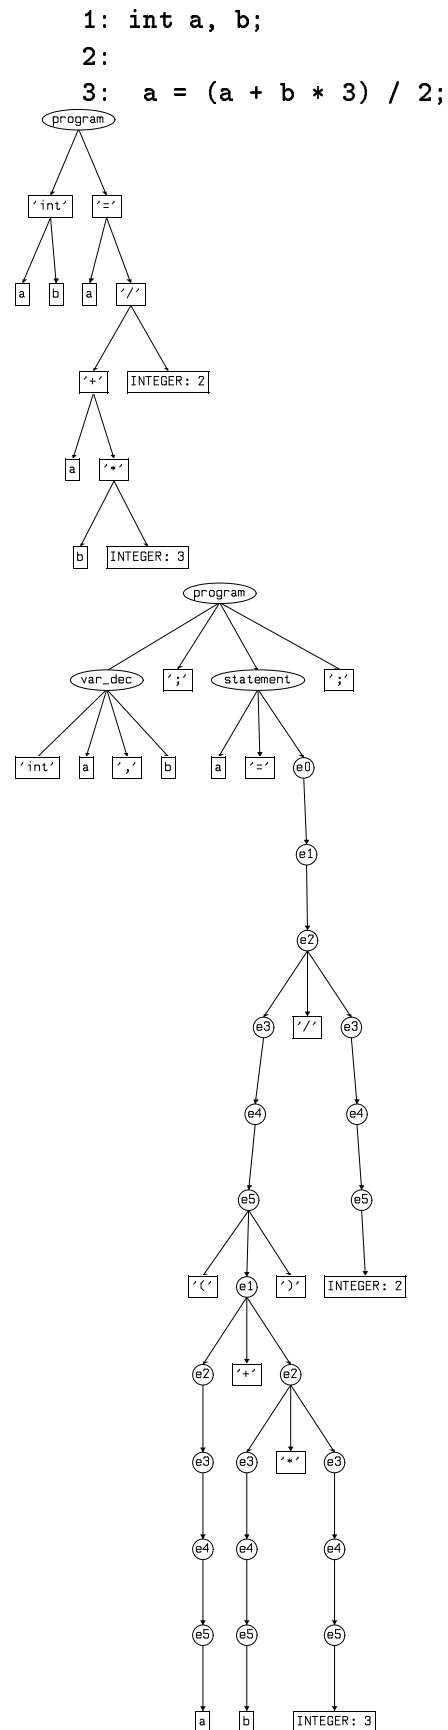 1: int a, b;
2:
3: a = (a + b * 3) / 2;
program
'int' '='
a b a '/'
'+' INTEGER: 2
a '*'
b INTEGER: 3
program
var_dec ';' statement ';'
'int' a ',' b a '=' e0
e1
e2
e3 '/' e3
e4 e4
e5 e5
'(' e1 ')' INTEGER: 2
e2 '+' e2
e3 e3 '*' e3
e4 e4 e4
e5 e5 e5
a b INTEGER: 3